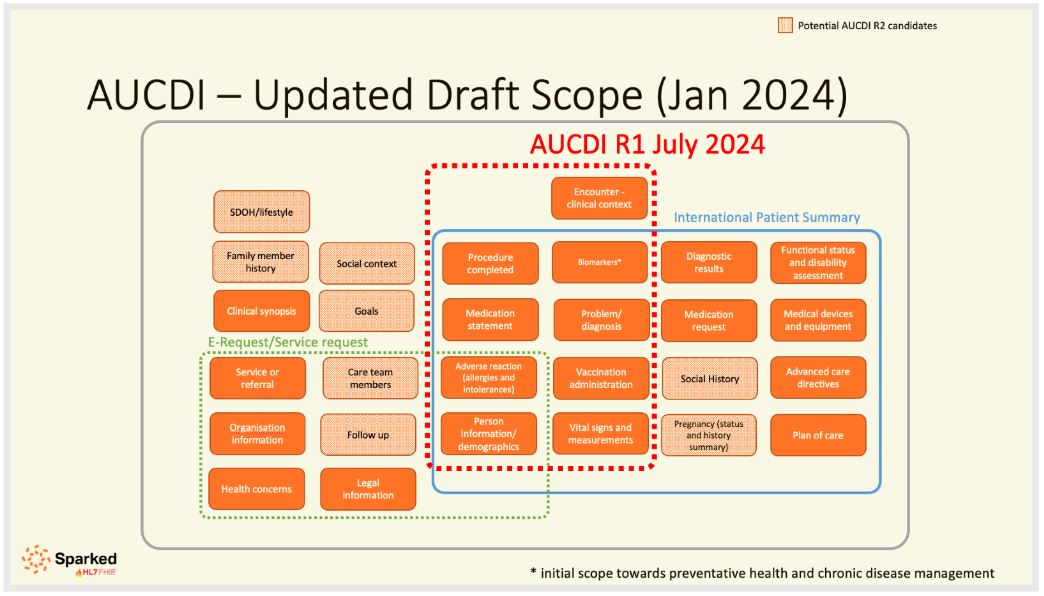 Potential AUCDI R2 candidates
AUCDI – Updated Draft Scope (Jan 2024)
AUCDI R1 July 2024
Encounter -
clinical context
SDOH/lifestyle
International Patient Summary
Family member
history
Social context
Procedure
completed
Biomarkers*
Diagnostic
results
Functional status
and disability
assessment
Clinical synopsis
Goals
Medication
statement
Problem/
diagnosis
Medication
request
Medical devices
and equipment
E-Request/Service request
Service or
referral
Care team
members
Adverse reaction
(allergies and
intolerances)
Vaccination
administration
Social History
Advanced care
directives
Organisation
information
Follow up
Person
information/
demographics
Vital signs and
measurements
Pregnancy (status
and history
summary)
Plan of care
Health concerns
Legal
information
Sparked
HL7 FHIR
* initial scope towards preventative health and chronic disease management